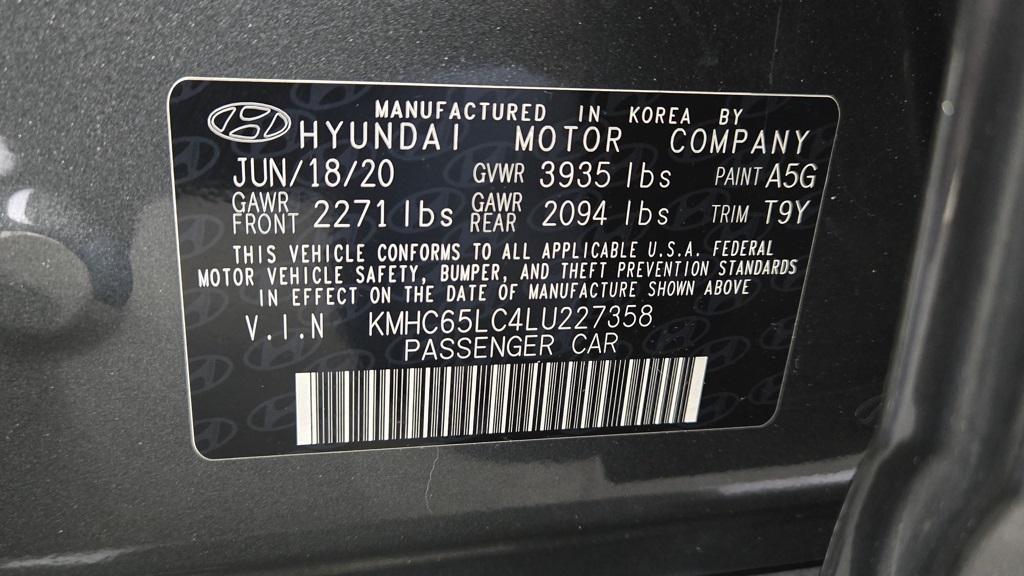 MANUFACTURED IN KOREA BY
HYUNDAI MOTOR COMPANY
JUN/18/20 GVWR 3935 lbs PAINT A5G
GAWR FRONT 2271 lbs GAWR REAR 2094 lbs TRIM T9Y
THIS VEHICLE CONFORMS TO ALL APPLICABLE U.S.A. FEDERAL
MOTOR VEHICLE SAFETY, BUMPER, AND THEFT PREVENTION STANDARDS
IN EFFECT ON THE DATE OF MANUFACTURE SHOWN ABOVE
V.I.N KMHC65LC4LU227358
PASSENGER CAR